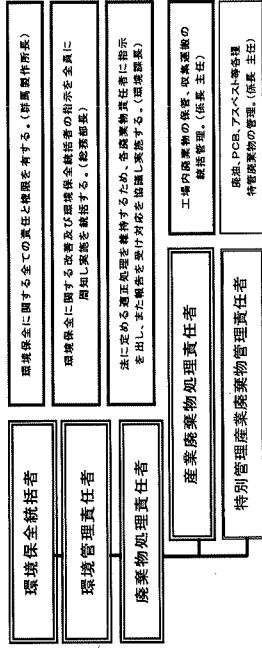 環境保全統括者
環境保全に関する全ての責任と権限を有する。(群馬製作所長)
環境管理責任者
環境保全に関する改善及び環境保全統括者の指示を全員に
周知し実施を統括する。(総務部長)
廃棄物処理責任者
法に定める適正処理を維持するため、各廃棄物責任者に指示
を出し、また報告を受け対応を協議し実施する。(環境課長)
産業廃棄物処理責任者
工場内廃棄物の保管、収集運搬の
統括管理。(係長 主任)
特別管理産業廃棄物管理責任者
廃油、PCB、アスベスト等各種
特管廃棄物の管理。(係長 主任)